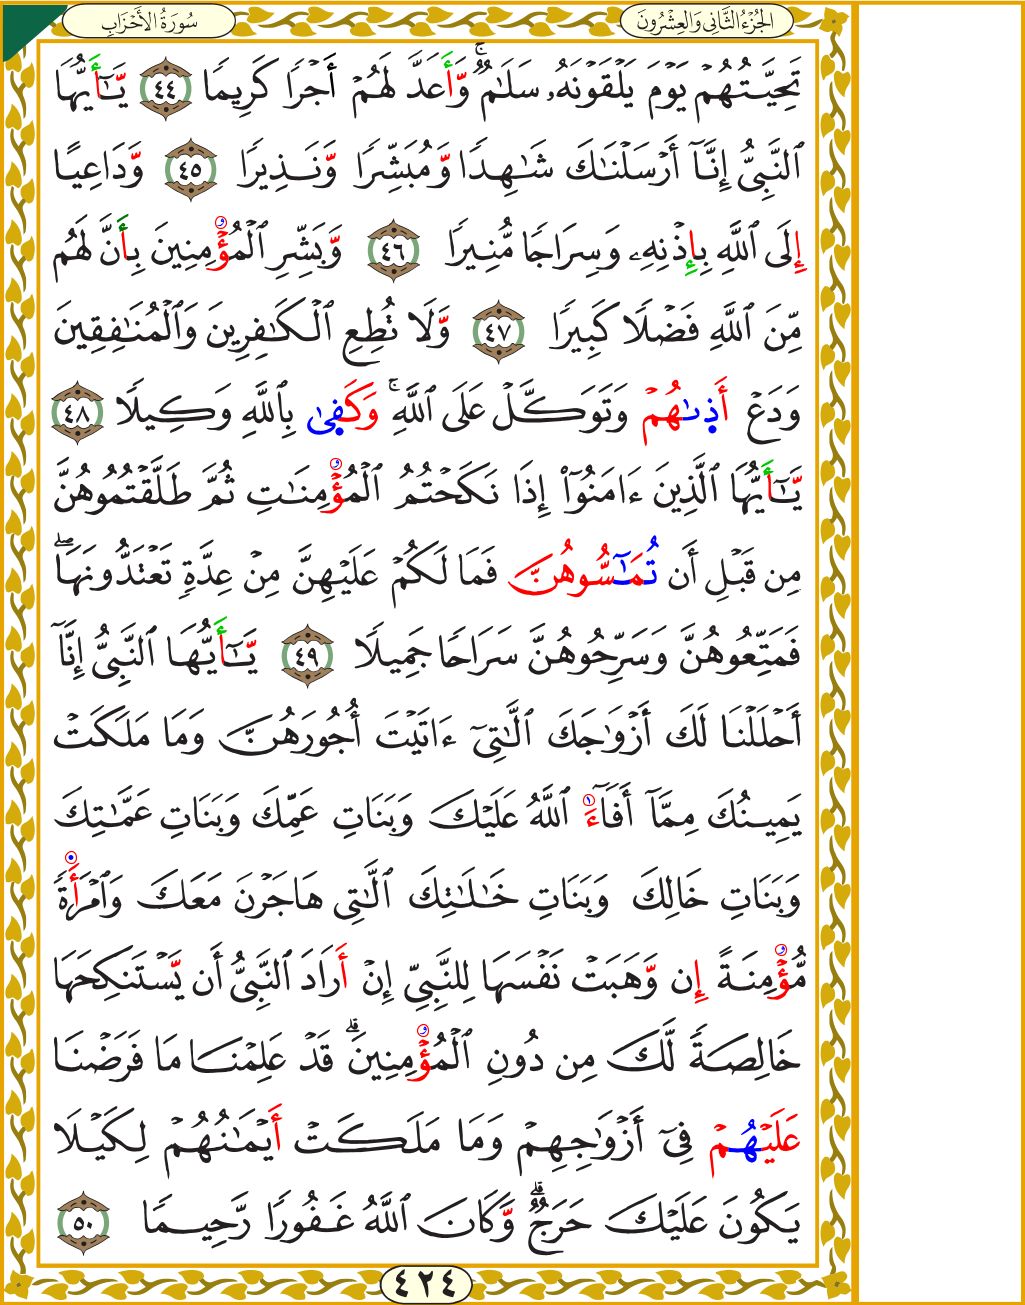 الجُزْءُ الثَّانِي وَالعِشْرُونَ
سُورَةُ الأَحْزَابِ
تَحِيَّتُهُمۡ يَوۡمَ يَلۡقَوۡنَهُۥ سَلَٰمٞۚ وَّأَعَدَّ لَهُمۡ أَجۡرٗا كَرِيمٗا ٤٤ يَّٰٓأَيُّهَا
ٱلنَّبِيُّ إِنَّآ أَرۡسَلۡنَٰكَ شَٰهِدٗا وَّمُبَشِّرٗا وَّنَذِيرٗا ٤٥ وَّدَاعِيًا
إِلَى ٱللَّهِ بِإِذۡنِهِۦ وَسِرَاجٗا مُّنِيرٗا ٤٦ وَّبَشِّرِ ٱلۡمُؤۡمِنِينَ بِأَنَّ لَهُم
مِّنَ ٱللَّهِ فَضۡلٗا كَبِيرٗا ٤٧ وَّلَا تُطِعِ ٱلۡكَٰفِرِينَ وَٱلۡمُنَٰفِقِينَ
وَدَعۡ أَذِىٰهُمۡ وَتَوَكَّلۡ عَلَى ٱللَّهِۚ وَكَفِىٰ بِٱللَّهِ وَكِيلٗا ٤٨
يَّٰٓأَيُّهَا ٱلَّذِينَ ءَامَنُوٓاْ إِذَا نَكَحۡتُمُ ٱلۡمُؤۡمِنَٰتِ ثُمَّ طَلَّقۡتُمُوهُنَّ
مِن قَبۡلِ أَن تُمَٰٓسُّوهُنَّ فَمَا لَكُمۡ عَلَيۡهِنَّ مِنۡ عِدَّةٖ تَعۡتَدُّونَهَاۖ
فَمَتِّعُوهُنَّ وَسَرِّحُوهُنَّ سَرَاحٗا جَمِيلٗا ٤٩ يَّٰٓأَيُّهَا ٱلنَّبِيُّ إِنَّآ
أَحۡلَلۡنَا لَكَ أَزۡوَٰجَكَ ٱلَّٰتِيٓ ءَاتَيۡتَ أُجُورَهُنَّ وَمَا مَلَكَتۡ
يَمِينُكَ مِمَّآ أَفَآءَ ٱللَّهُ عَلَيۡكَ وَبَنَاتِ عَمِّكَ وَبَنَاتِ عَمَّٰتِكَ
وَبَنَاتِ خَالِكَ وَبَنَاتِ خَٰلَٰتِكَ ٱلَّٰتِي هَاجَرۡنَ مَعَكَ وَٱمۡرَأَةٗ
مُّؤۡمِنَةً إِن وَّهَبَتۡ نَفۡسَهَا لِلنَّبِيِّ إِنۡ أَرَادَ ٱلنَّبِيُّ أَن يَّسۡتَنكِحَهَا
خَالِصَةٗ لَّكَ مِن دُونِ ٱلۡمُؤۡمِنِينَۗ قَدۡ عَلِمۡنَا مَا فَرَضۡنَا
عَلَيۡهُمۡ فِيٓ أَزۡوَٰجِهِمۡ وَمَا مَلَكَتۡ أَيۡمَٰنُهُمۡ لِكَيۡلَا
يَكُونَ عَلَيۡكَ حَرَجٞۗ وَّكَانَ ٱللَّهُ غَفُورٗا رَّحِيمٗا ٥٠
٤٢٤